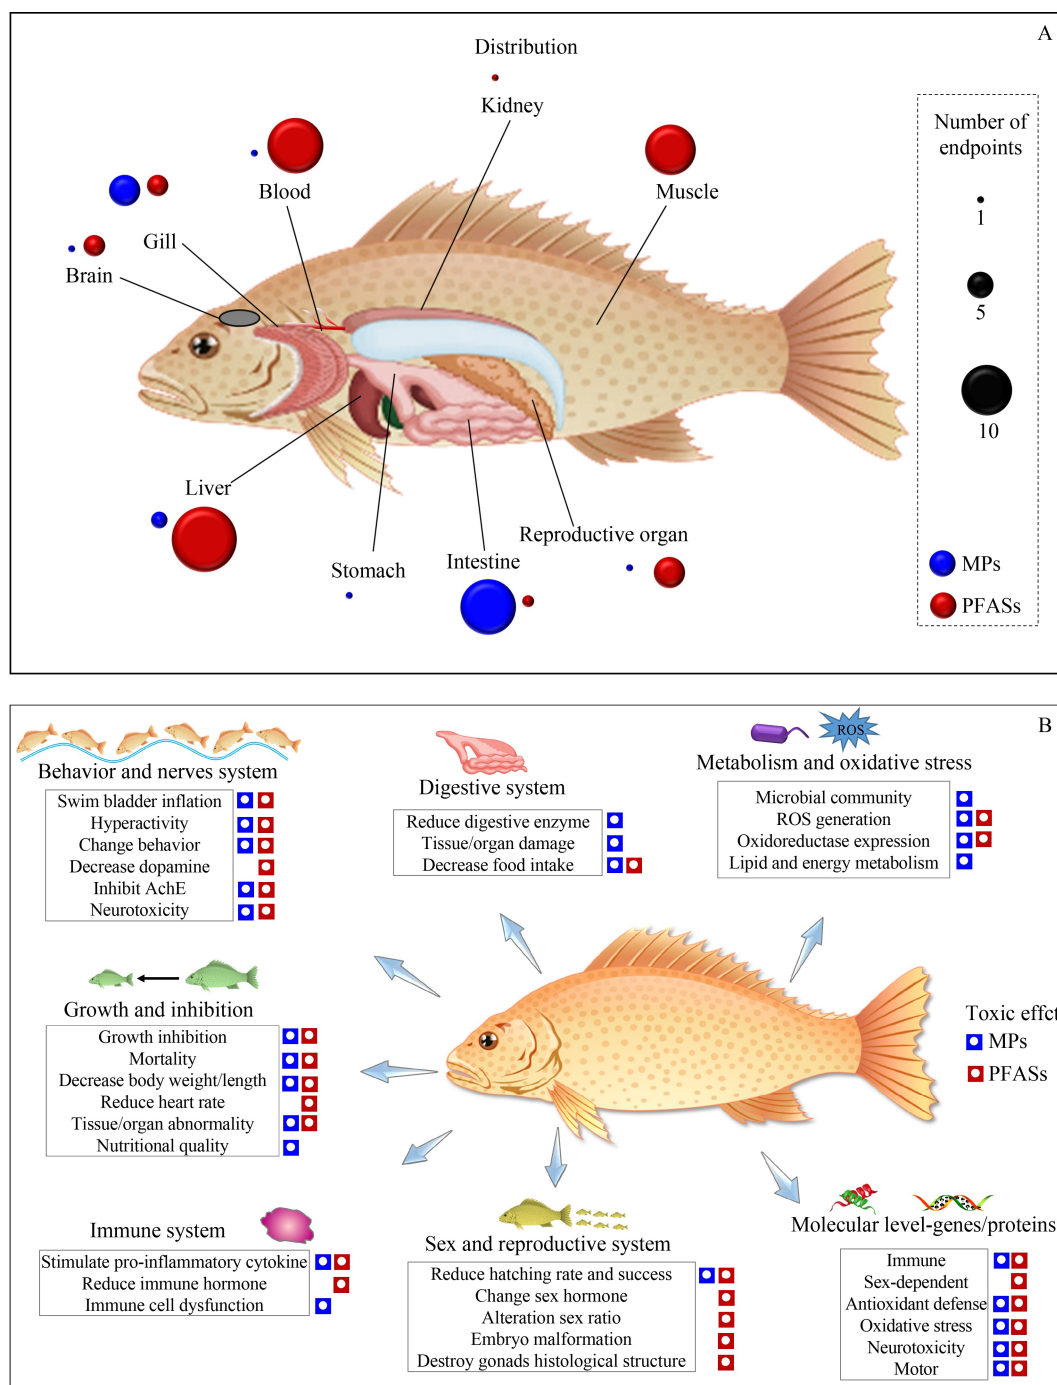 A
Distribution
Kidney
Blood
Muscle
Gill
Brain
Liver
Stomach
Intestine
Reproductive organ
Number of
endpoints
1
5
10
MPs
PFASs
B
Behavior and nerves system
Swim bladder inflation
Hyperactivity
Change behavior
Decrease dopamine
Inhibit AchE
Neurotoxicity
Digestive system
Reduce digestive enzyme
Tissue/organ damage
Decrease food intake
ROS
Metabolism and oxidative stress
Microbial community
ROS generation
Oxidoreductase expression
Lipid and energy metabolism
Growth and inhibition
Growth inhibition
Mortality
Decrease body weight/length
Reduce heart rate
Tissue/organ abnormality
Nutritional quality
Toxic effct
MPs
PFASs
Immune system
Stimulate pro-inflammatory cytokine
Reduce immune hormone
Immune cell dysfunction
Sex and reproductive system
Reduce hatching rate and success
Change sex hormone
Alteration sex ratio
Embryo malformation
Destroy gonads histological structure
Molecular level-genes/proteins
Immune
Sex-dependent
Antioxidant defense
Oxidative stress
Neurotoxicity
Motor